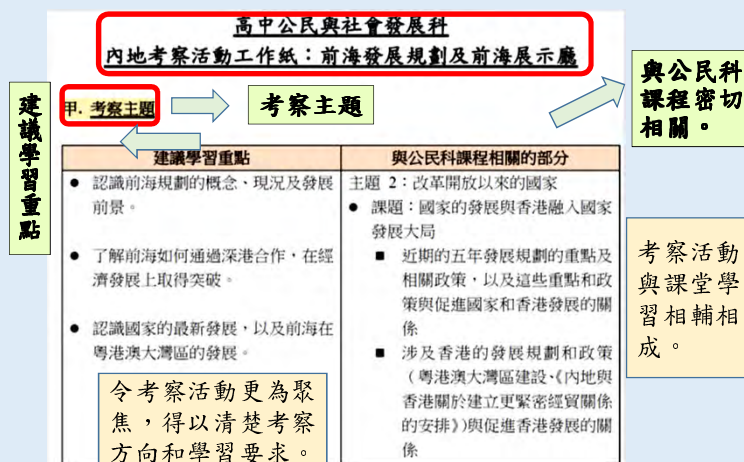 高中公民與社會發展科
內地考察活動工作紙：前海發展規劃及前海展示廳
與公民科
課程密切
相關。
建議學習重點
甲. 考察主題
考察主題
建議學習重點
與公民科課程相關的部分
● 認識前海規劃的概念、現況及發展
前景。
● 了解前海如何通過深港合作，在經
濟發展上取得突破。
● 認識國家的最新發展，以及前海在
粵港澳大灣區的發展。
主題 2：改革開放以來的國家
● 課題：國家的發展與香港融入國家
發展大局
■ 近期的五年發展規劃的重點及
相關政策，以及這些重點和政
策與促進國家和香港發展的關
係
■ 涉及香港的發展規劃和政策
（粵港澳大灣區建設、《內地與
香港關於建立更緊密經貿關係
的安排》）與促進香港發展的關
係
令考察活動更為聚
焦，得以清楚考察
方向和學習要求。
考察活動
與課堂學
習相輔相
成。